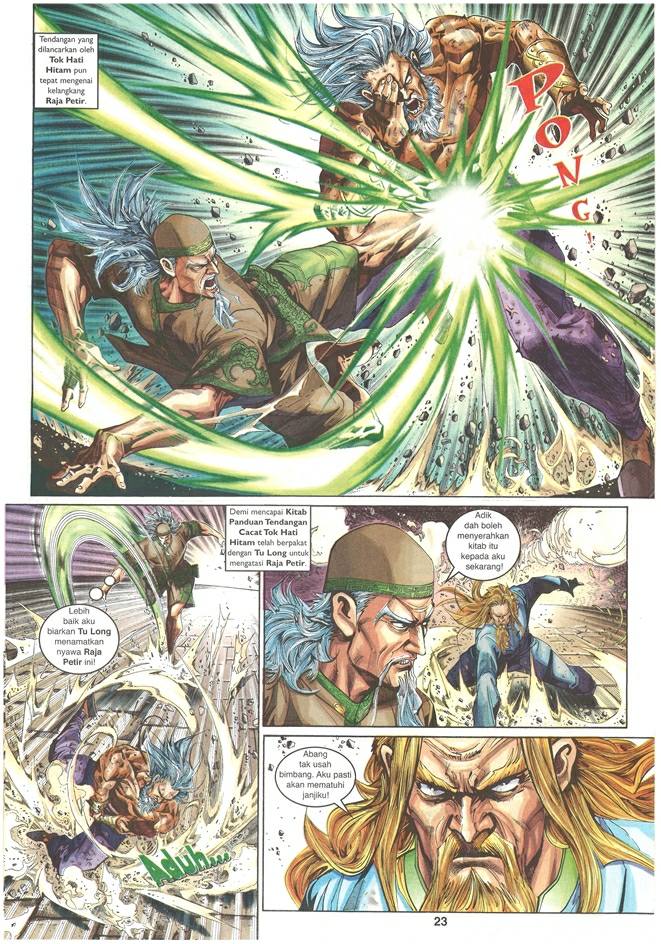 Tendangan yang
dilancarkan oleh
Tok Hati
Hitam pun
tepat mengenai
kelangkang
Raja Petir.
PONG!
Lebih
baik aku
biarkan Tu Long
menamatkan
nyawa Raja
Petir ini!
Aduh...
Demi mencapai Kitab
Panduan Tendangan
Cacat Tok Hati
Hitam telah berpakat
dengan Tu Long untuk
mengatasi Raja Petir.
Adik
dah boleh
menyerahkan
kitab itu
kepada aku
sekarang!
Abang
tak usah
bimbang. Aku pasti
akan mematuhi
janjiku!
23